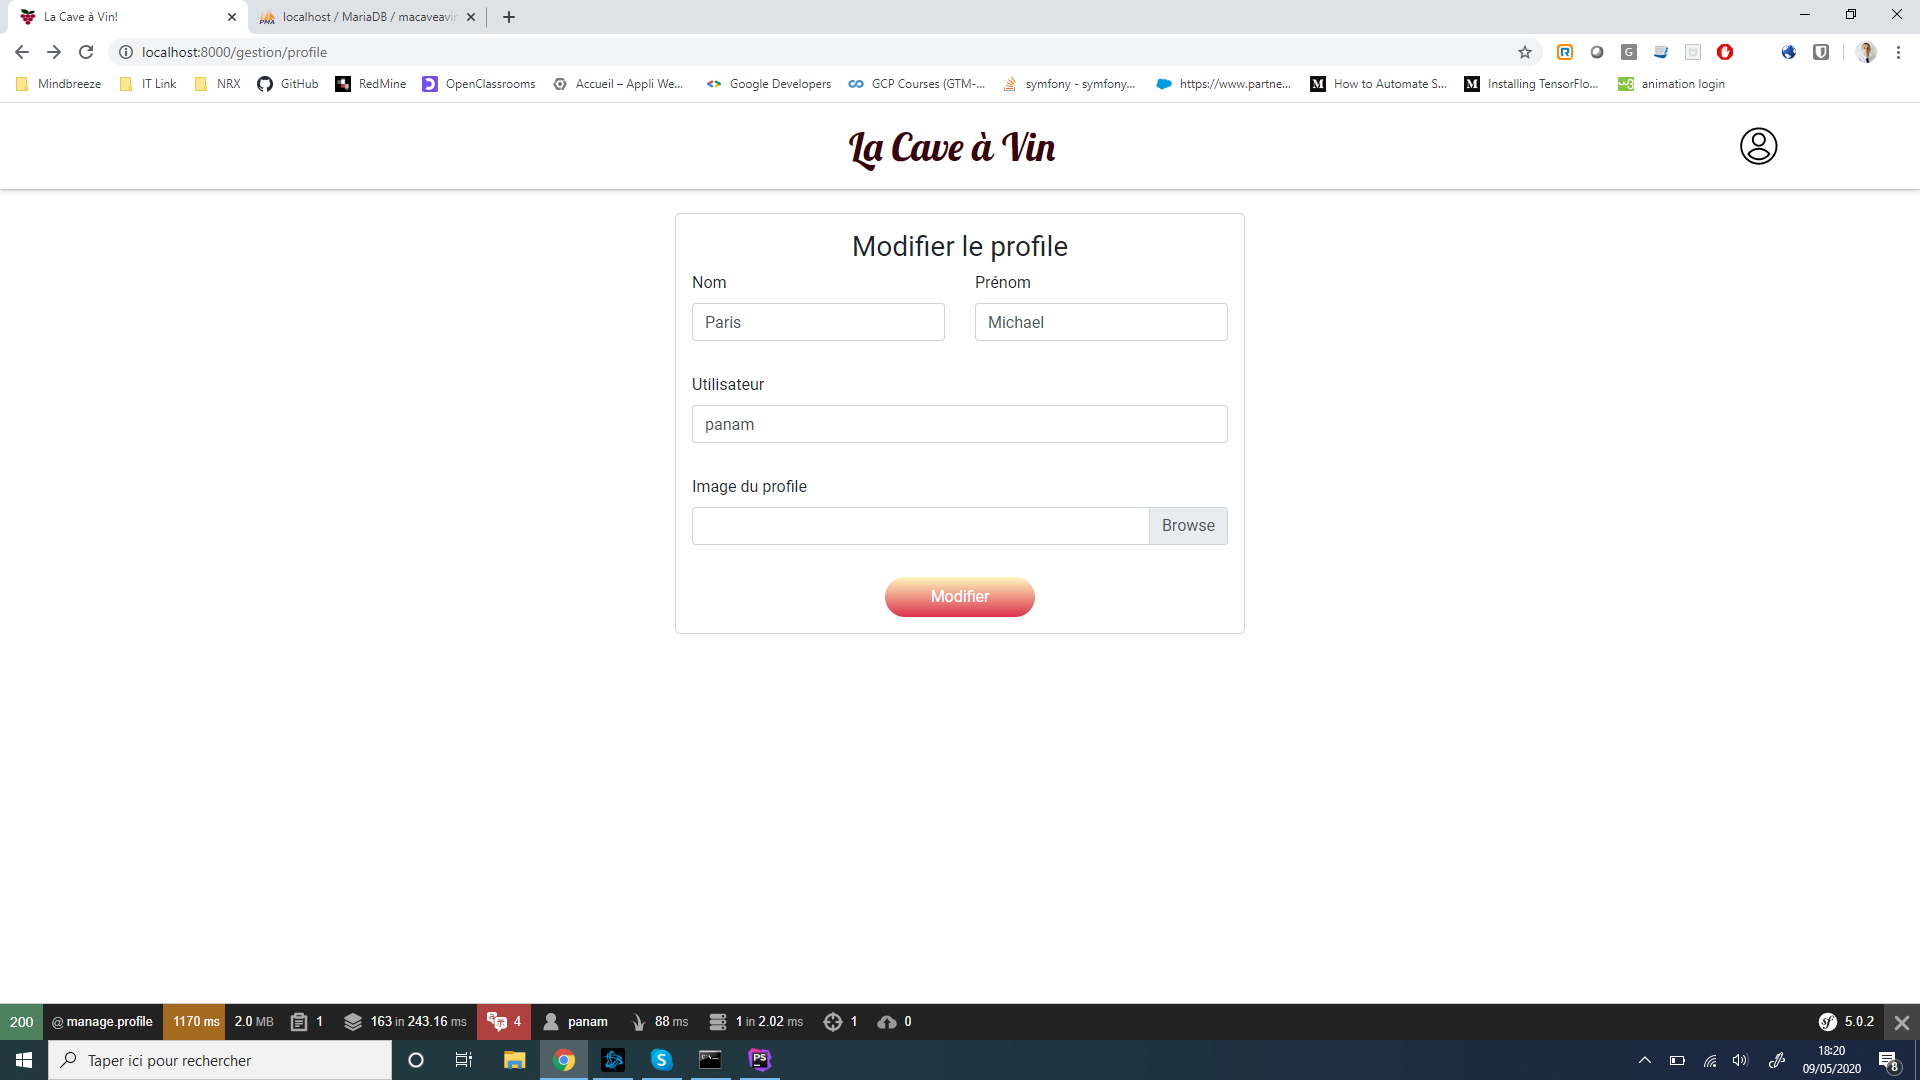 La Cave à Vin!
PMA
localhost / MariaDB / macaveavin
localhost:8000/gestion/profile
Mindbreeze
IT Link
NRX
GitHub
RedMine
OpenClassrooms
Accueil – Appli We...
Google Developers
GCP Courses (GTM-...
symfony - symfony...
https://www.partne...
How to Automate S...
Installing TensorFlo...
animation login
La Cave à Vin
Modifier le profile
Nom
Prénom
Paris
Michael
Utilisateur
panam
Image du profile
Browse
Modifier
200
@ manage.profile
1170 ms
2.0 MB
1
163 in 243.16 ms
4
panam
88 ms
1 in 2.02 ms
1
0
5.0.2
Taper ici pour rechercher
18:20
09/05/2020
8